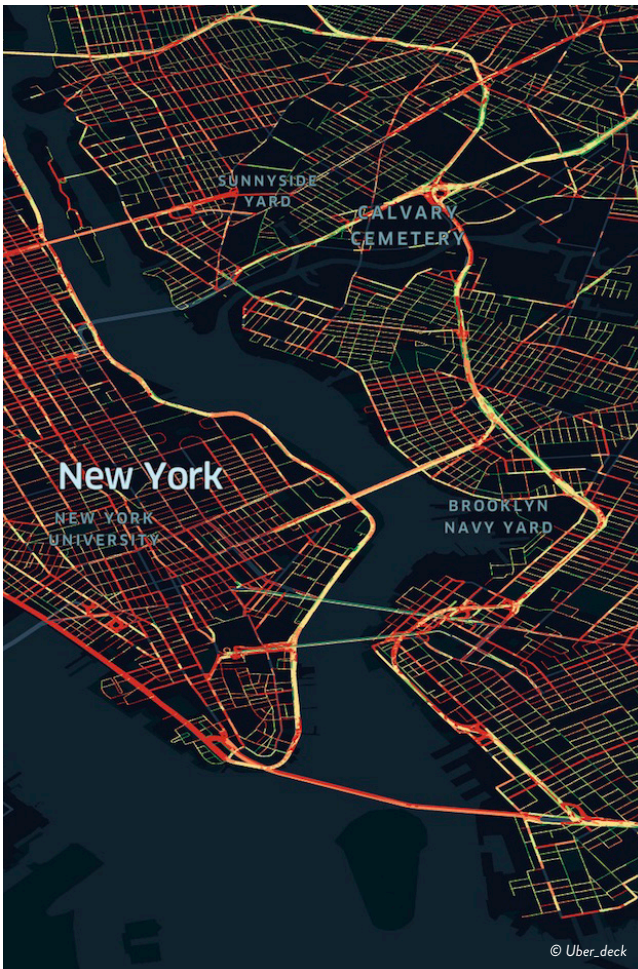 SUNNYSIDE
YARD
CALVARY
CEMETERY
New York
NEW YORK
UNIVERSITY
BROOKLYN
NAVY YARD
© Uber_deck